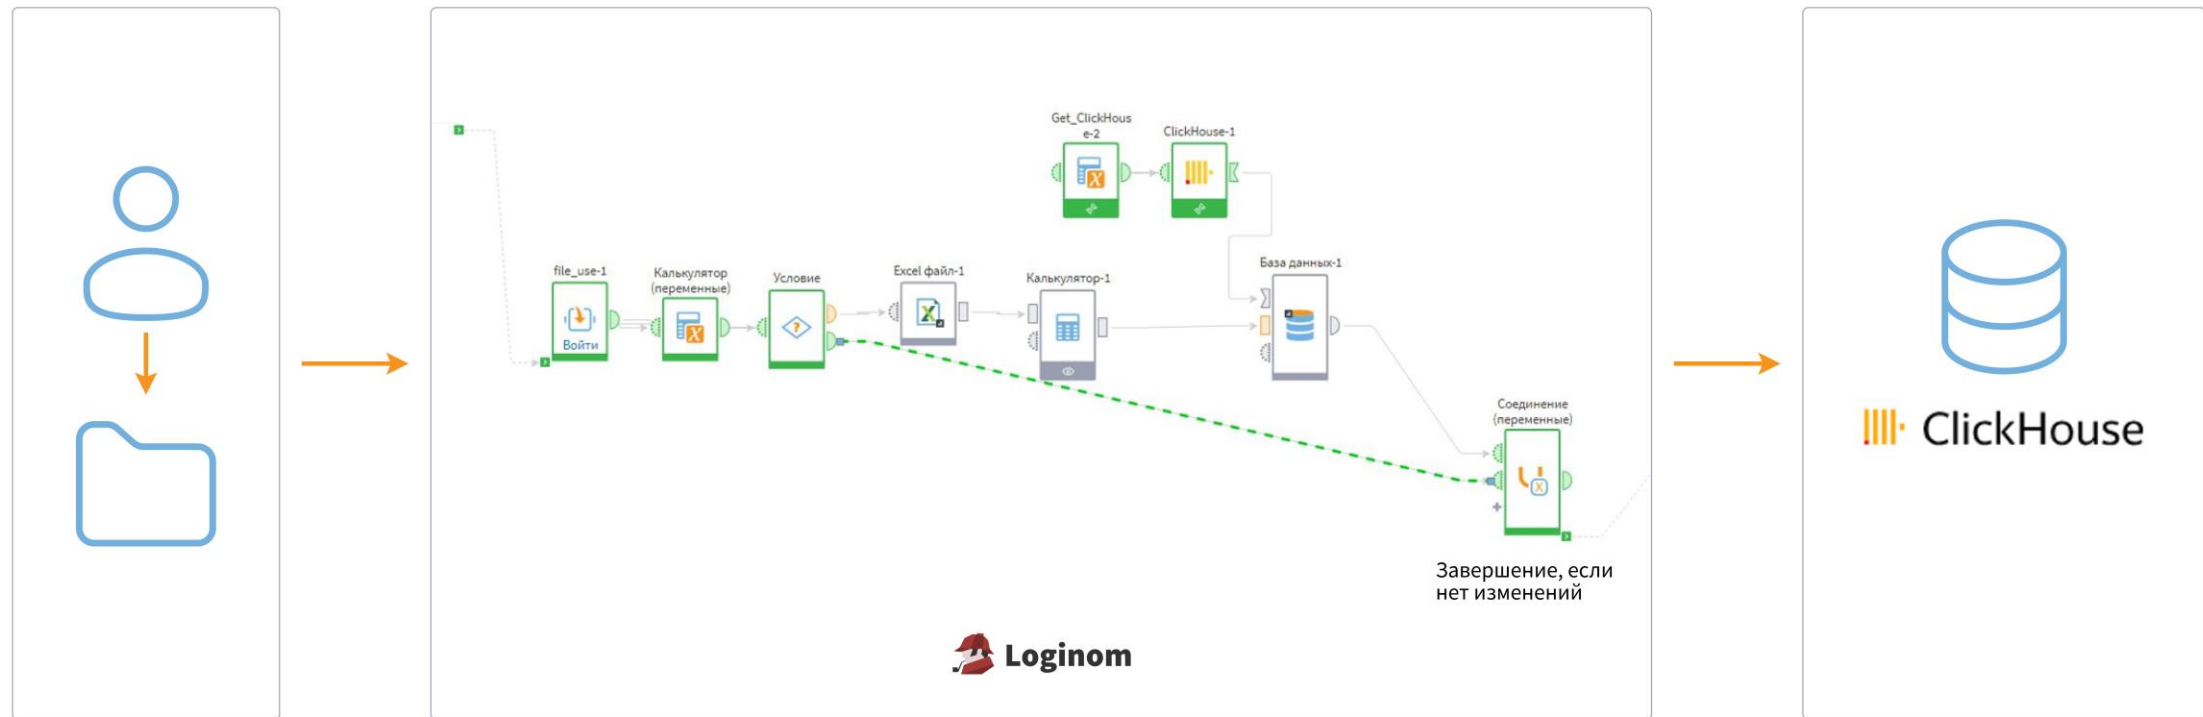 Get_ClickHous
e-2
ClickHouse-1
file_use-1
Войти
Калькулятор
(переменные)
Условие
Excel файл-1
Калькулятор-1
База данных-1
Соединение
(переменные)
Завершение, если
нет изменений
Loginom
ClickHouse